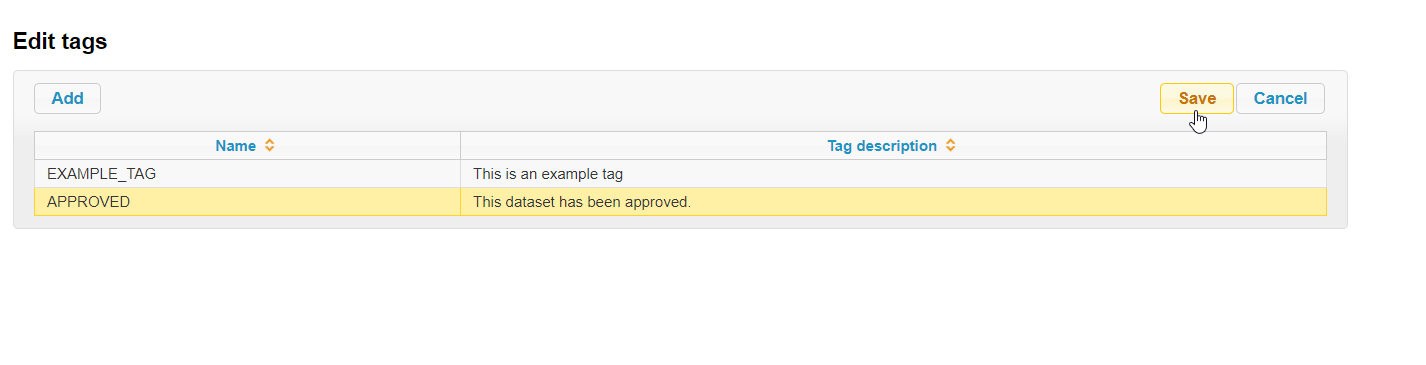 Edit tags
Add Save Cancel
Name Tag description
EXAMPLE_TAG This is an example tag
APPROVED This dataset has been approved.